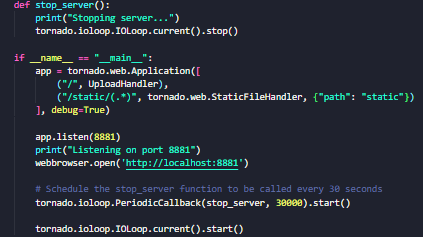 def stop_server():
    print("Stopping server...")
    tornado.ioloop.IOLoop.current().stop()

if __name__ == "__main__":
    app = tornado.web.Application([
        ("/", UploadHandler),
        ("/static/(.*)", tornado.web.StaticFileHandler, {"path": "static"})
    ], debug=True)

    app.listen(8881)
    print("Listening on port 8881")
    webbrowser.open('http://localhost:8881')

    # Schedule the stop_server function to be called every 30 seconds
    tornado.ioloop.PeriodicCallback(stop_server, 30000).start()

    tornado.ioloop.IOLoop.current().start()